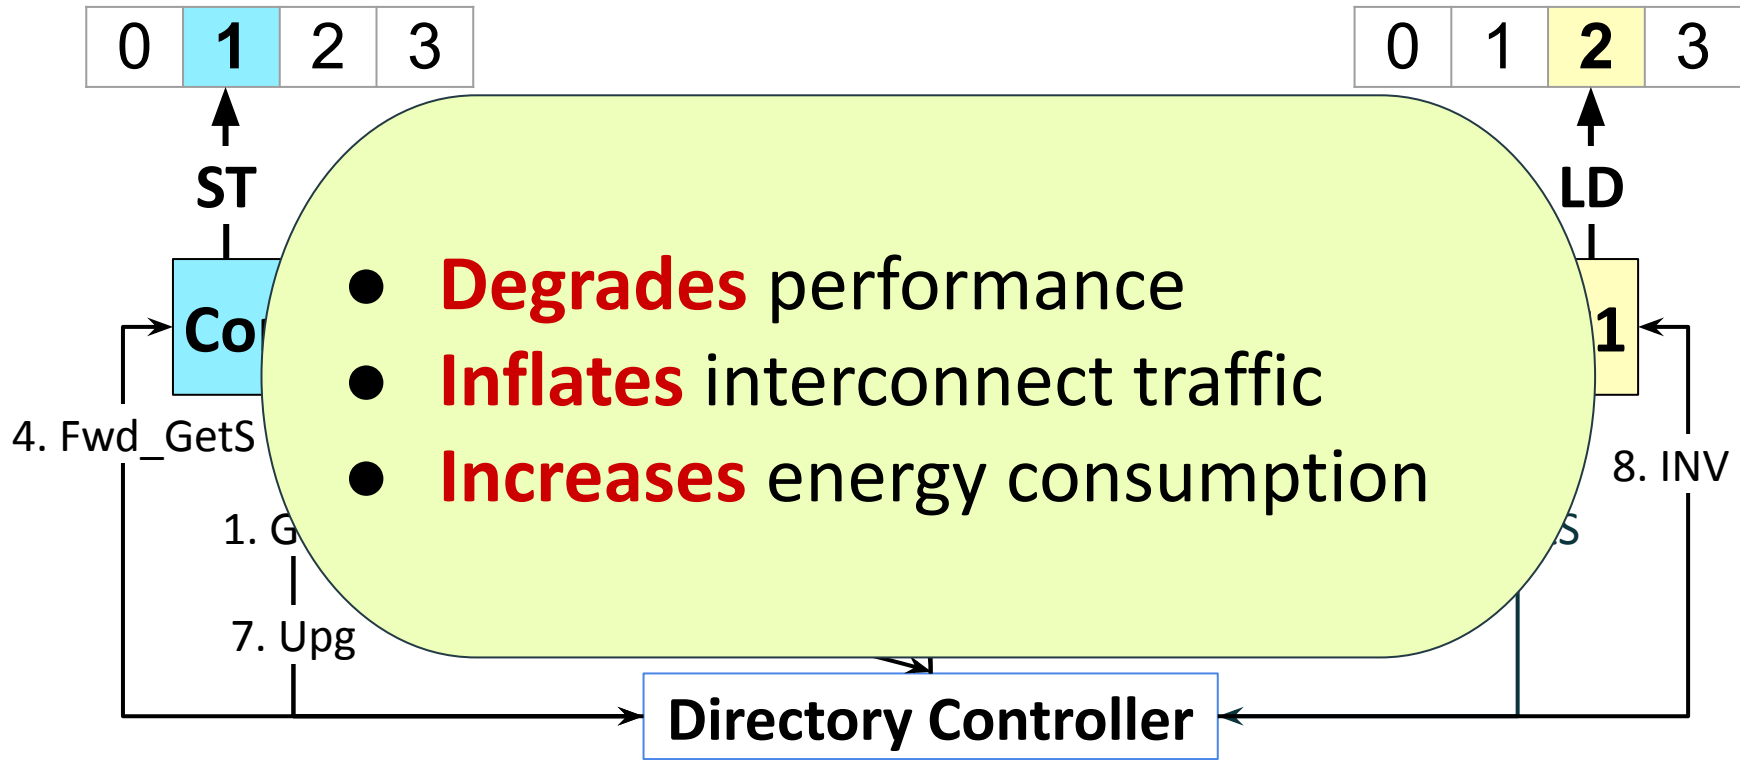 0 1 2 3
0 1 2 3
ST
LD
● Degrades performance
● Inflates interconnect traffic
● Increases energy consumption
1
4. Fwd_GetS
8. INV
1.
7. Upg
Directory Controller